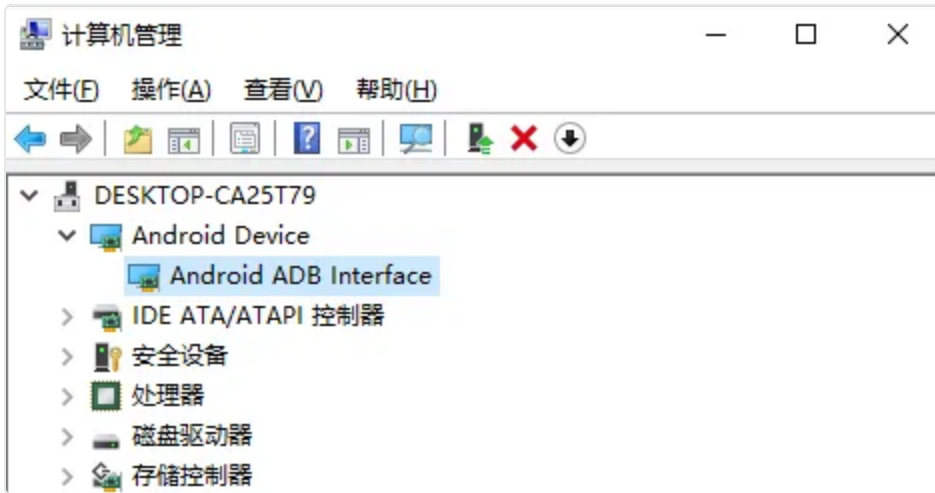 计算机管理
文件(F) 操作(A) 查看(V) 帮助(H)
DESKTOP-CA25T79
Android Device
Android ADB Interface
IDE ATA/ATAPI 控制器
安全设备
处理器
磁盘驱动器
存储控制器